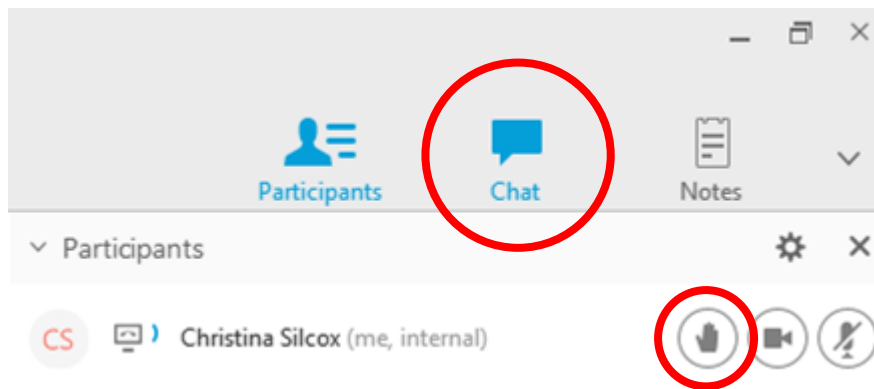 Participants Chat Notes
Participants
CS Christina Silcox (me, internal)